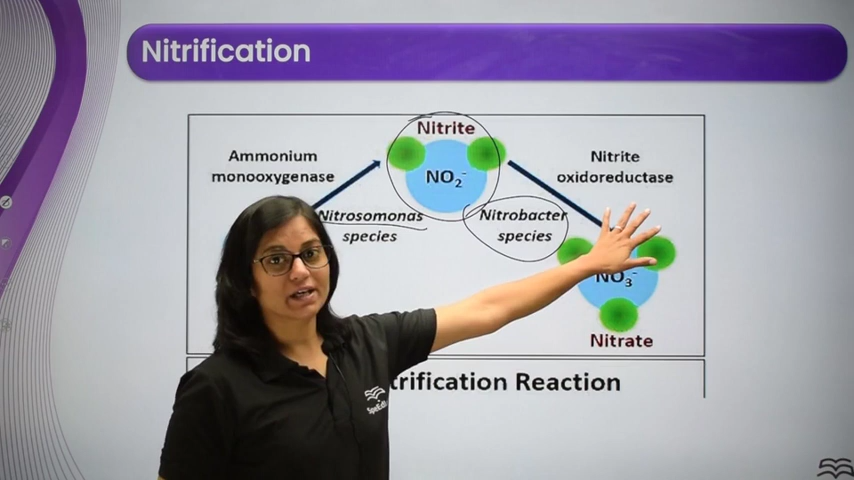 Nitrification
Nitrite
Ammonium
monooxygenase
NO₂⁻
Nitrite
oxidoreductase
Nitrosomonas
species
Nitrobacter
species
NO₃⁻
Nitrate
trification Reaction